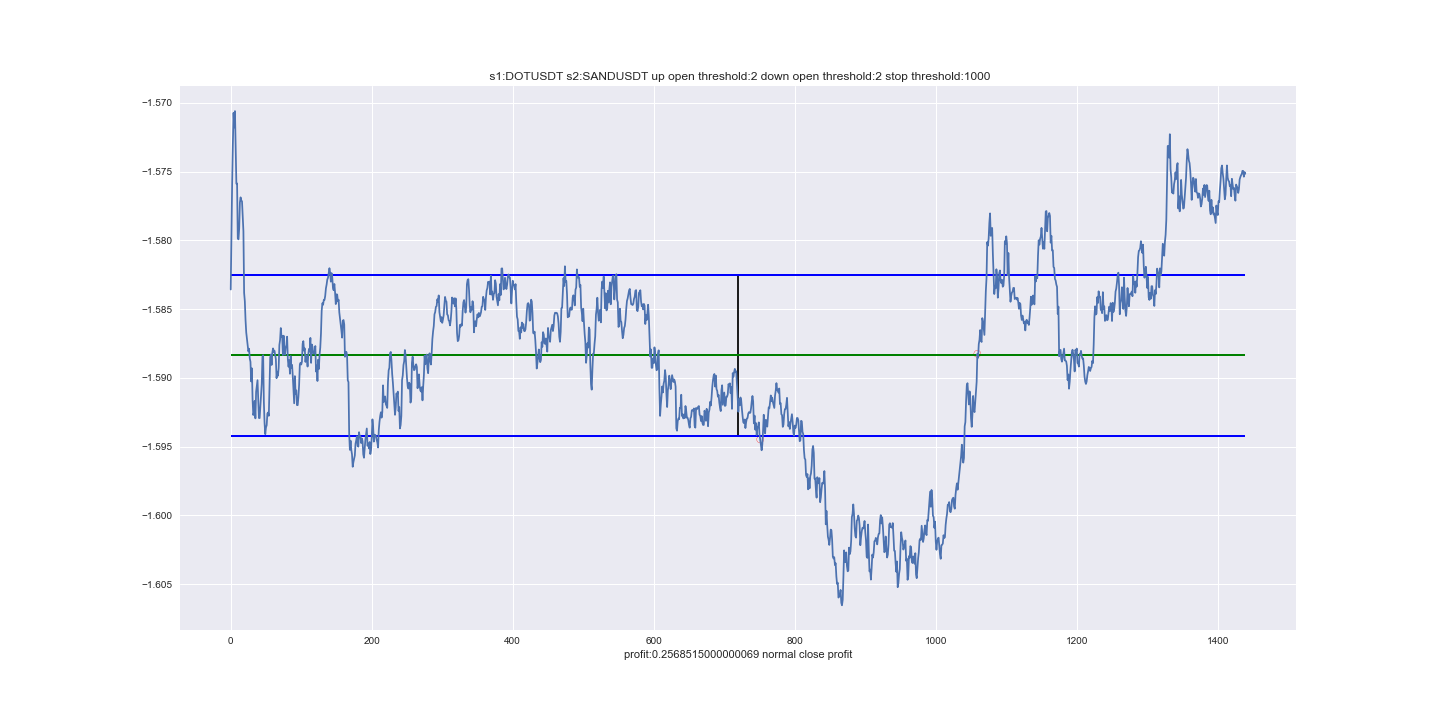 s1:DOTUSDT s2:SANDUSDT up open threshold:2 down open threshold:2 stop threshold:1000
−1.570
−1.575
−1.580
−1.585
−1.590
−1.595
−1.600
−1.605
0 200 400 600 800 1000 1200 1400
profit:0.2568515000000069 normal close profit